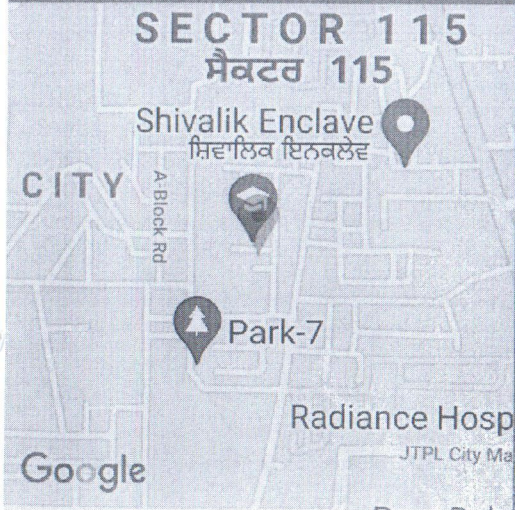 SECTOR 115
ਸੈਕਟਰ 115
Shivalik Enclave
ਸ਼ਿਵਾਲਿਕ ਇਨਕਲੇਵ
CITY
A-Block Rd
Park-7
Radiance Hosp
JTPL City Ma
Google